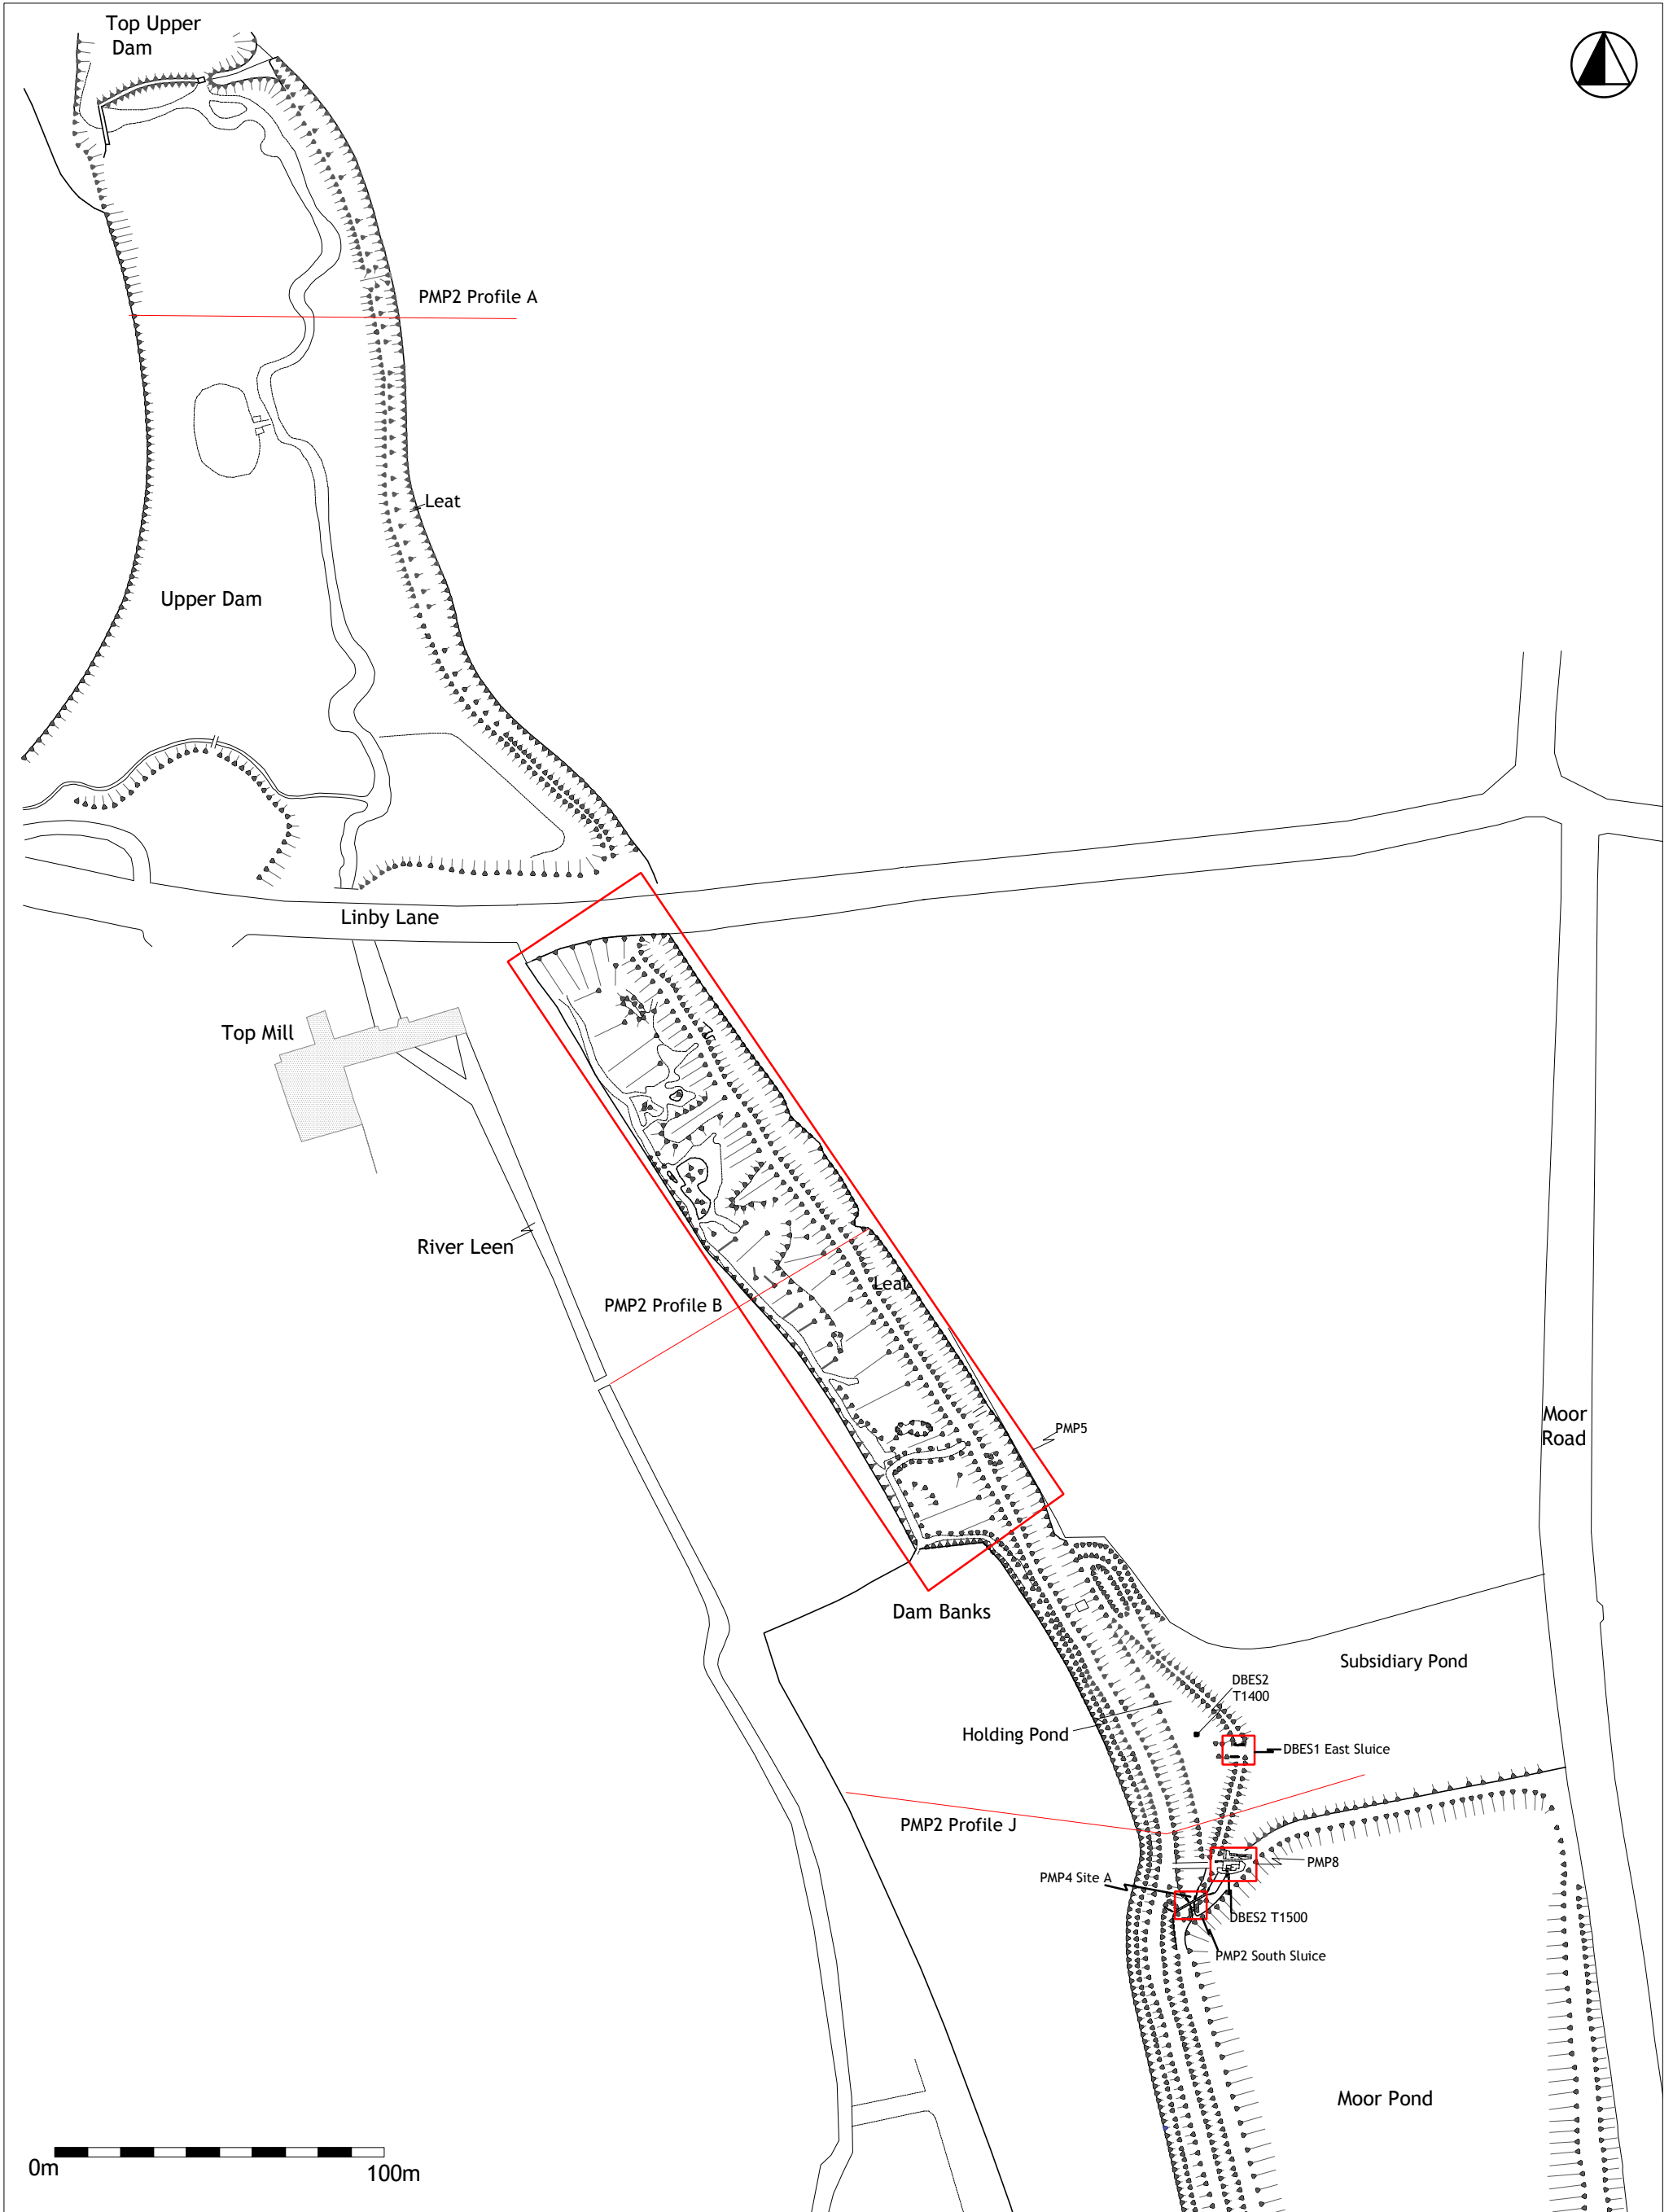 Top Upper
Dam
PMP2 Profile A
Leat
Upper Dam
Linby Lane
Top Mill
River Leen
Leat
PMP2 Profile B
Moor
Road
PMP5
Dam Banks
Subsidiary Pond
DBES2
T1400
Holding Pond
DBES1 East Sluice
PMP2 Profile J
PMP8
PMP4 Site A
DBES2 T1500
PMP2 South Sluice
Moor Pond
0m
100m